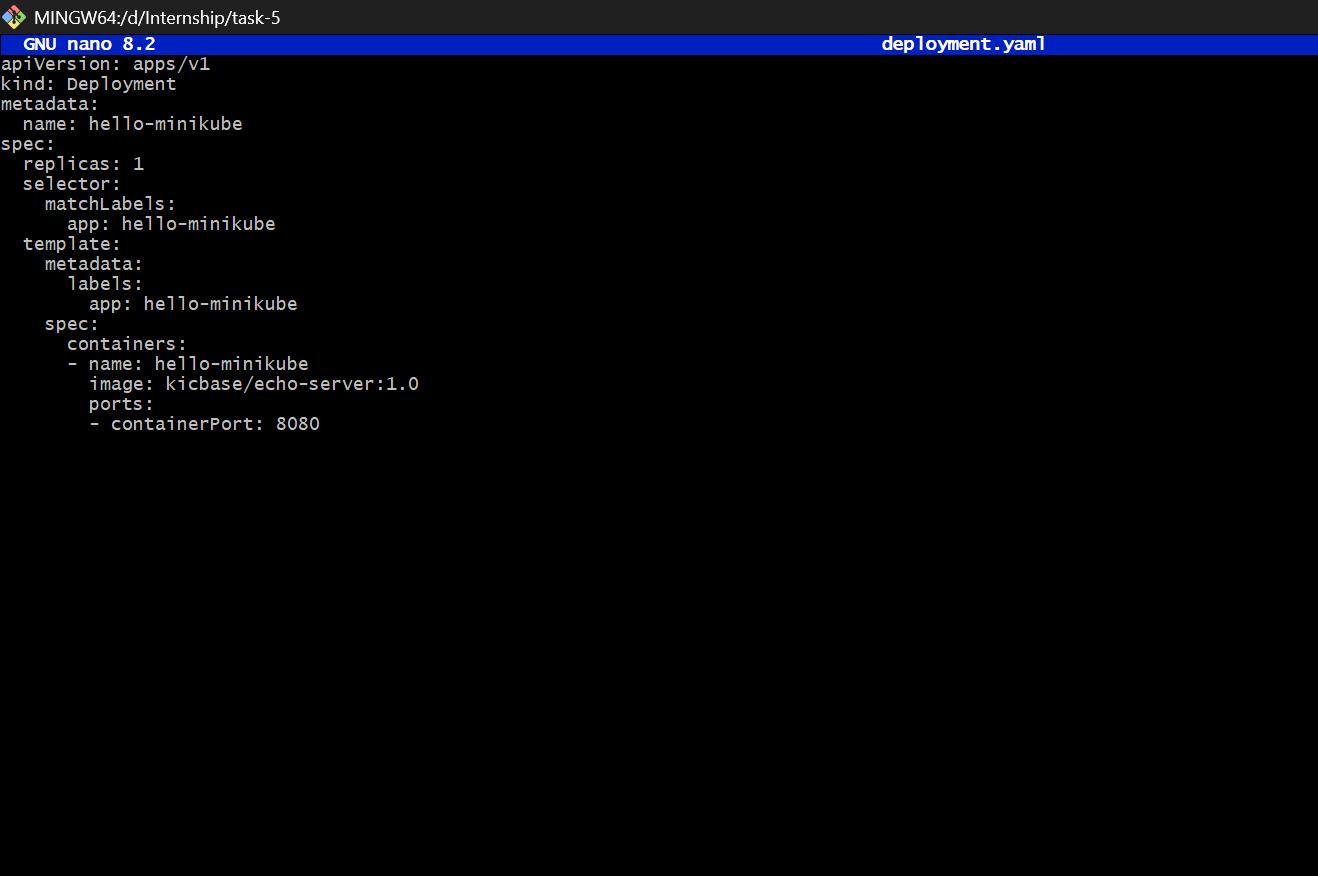 MINGW64:/d/Internship/task-5
GNU nano 8.2 deployment.yaml
apiVersion: apps/v1
kind: Deployment
metadata:
  name: hello-minikube
spec:
  replicas: 1
  selector:
    matchLabels:
      app: hello-minikube
  template:
    metadata:
      labels:
        app: hello-minikube
    spec:
      containers:
      - name: hello-minikube
        image: kicbase/echo-server:1.0
        ports:
        - containerPort: 8080